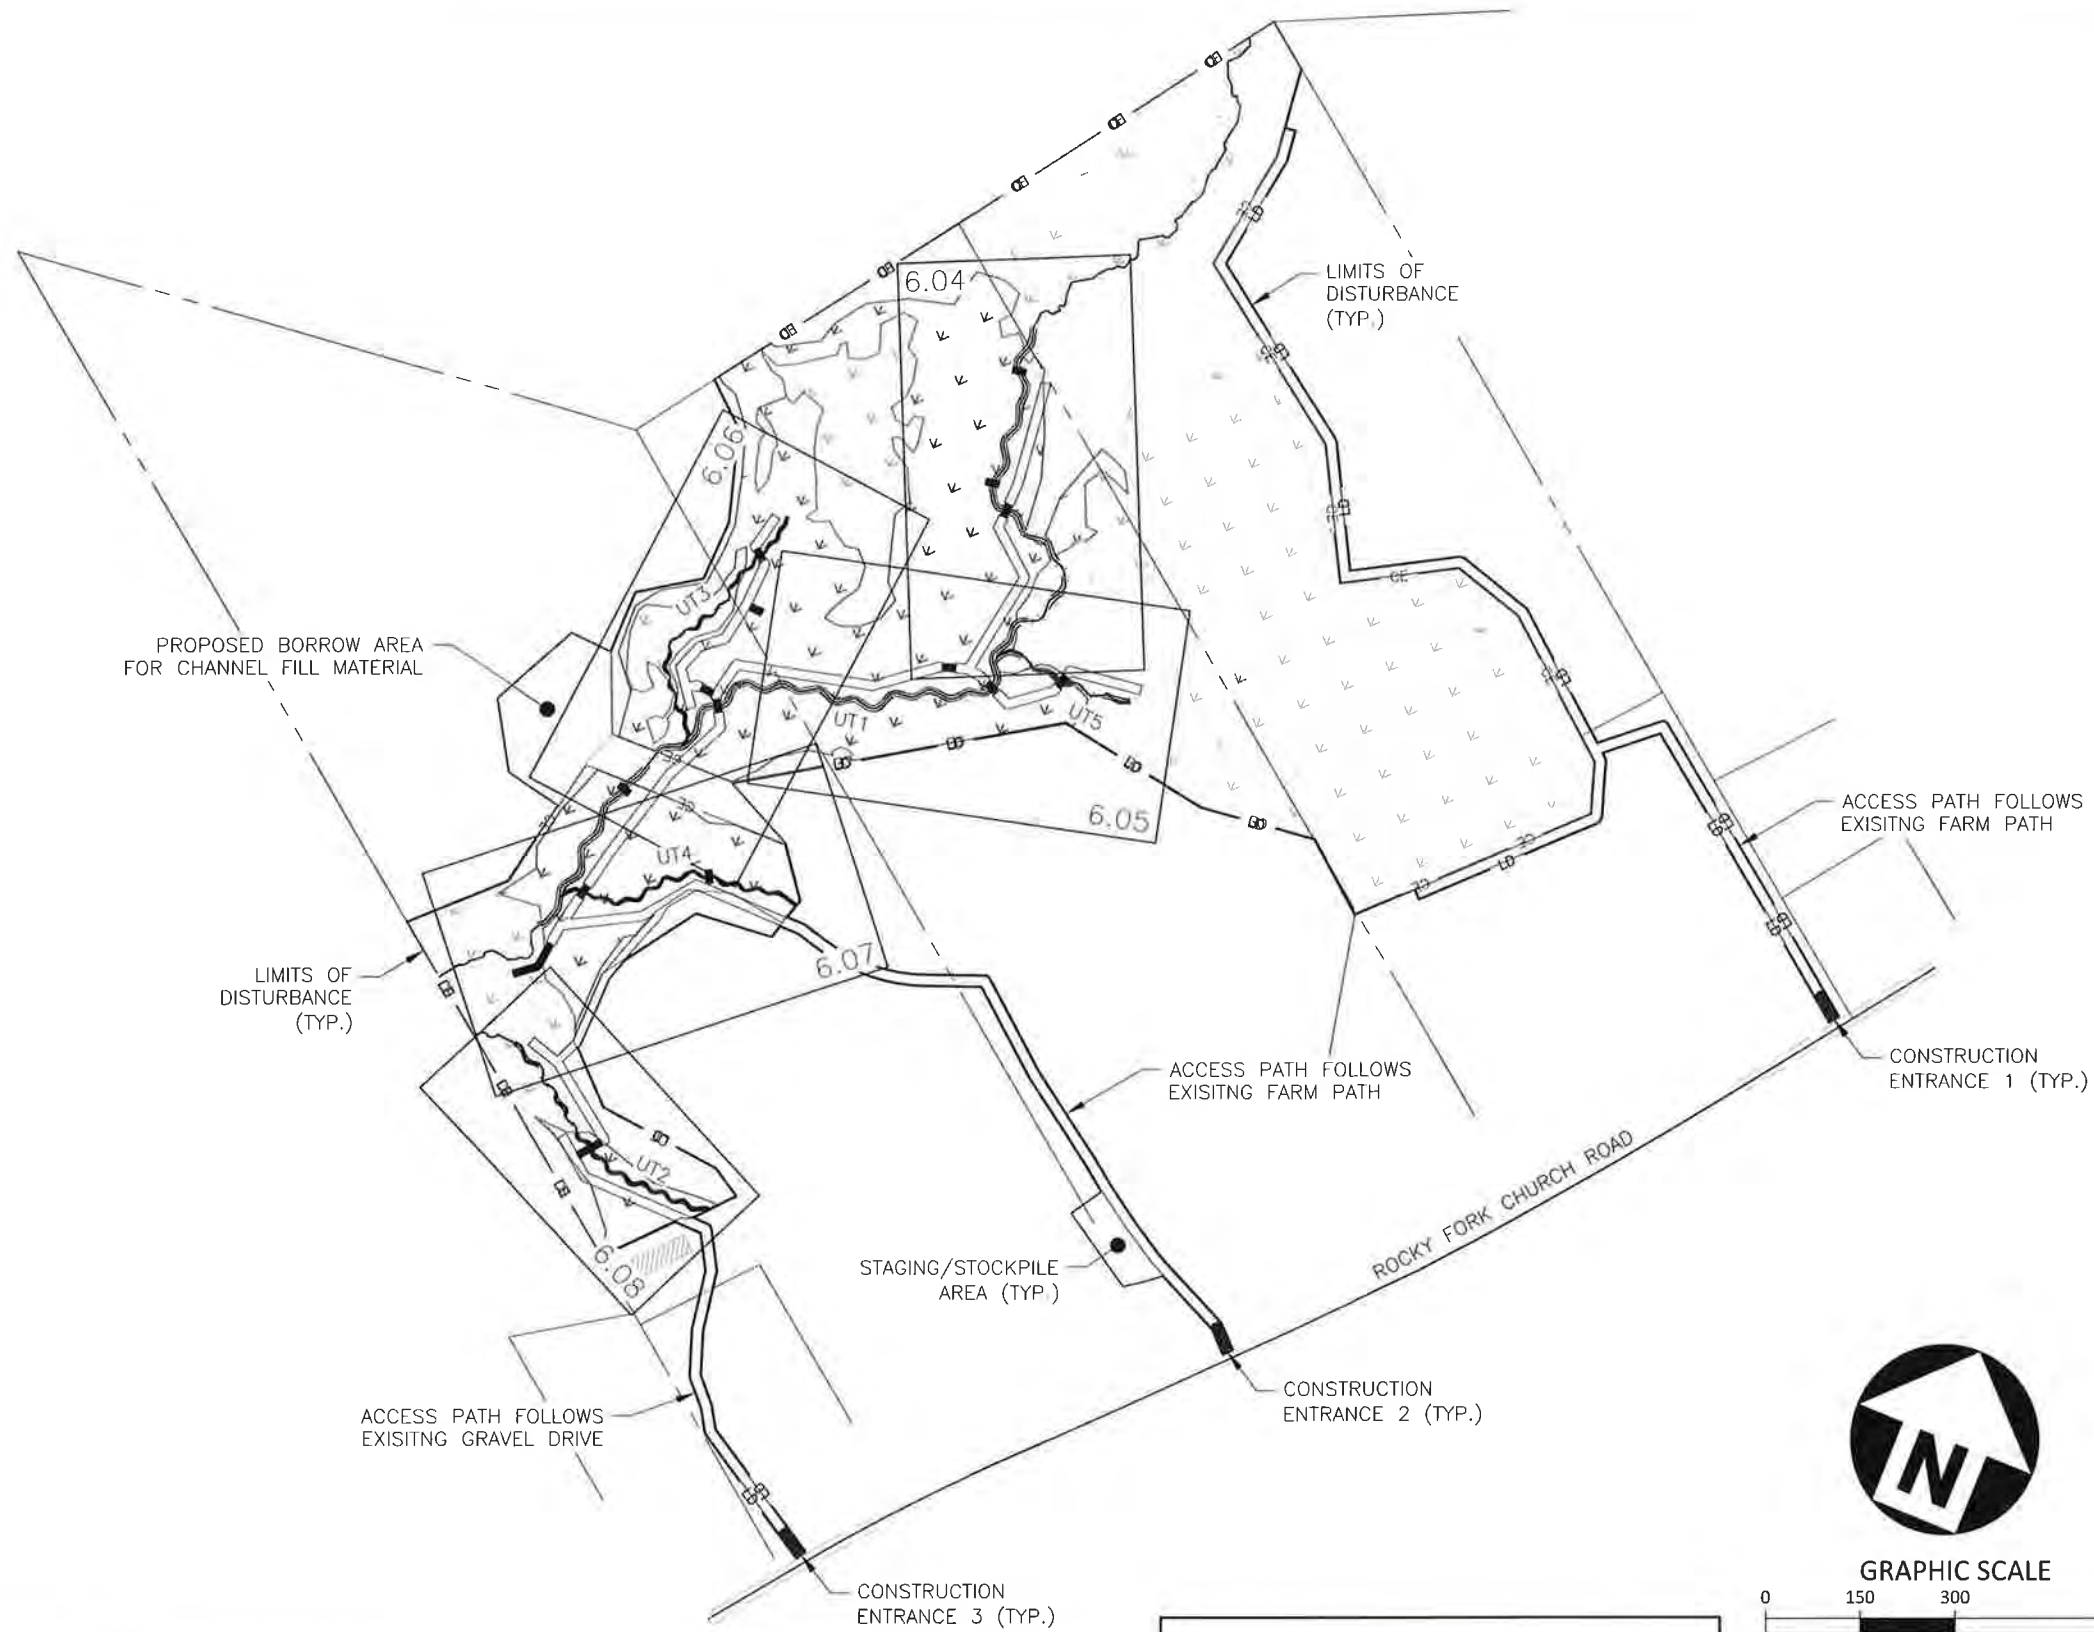 6.04
LIMITS OF
DISTURBANCE
(TYP.)
6.06
UT3
PROPOSED BORROW AREA
FOR CHANNEL FILL MATERIAL
UT1
UT5
6.05
ACCESS PATH FOLLOWS
EXISITNG FARM PATH
UT4
6.07
LIMITS OF
DISTURBANCE
(TYP.)
CONSTRUCTION
ENTRANCE 1 (TYP.)
ACCESS PATH FOLLOWS
EXISITNG FARM PATH
UT2
ROCKY FORK CHURCH ROAD
6.08
STAGING/STOCKPILE
AREA (TYP.)
CONSTRUCTION
ENTRANCE 2 (TYP.)
ACCESS PATH FOLLOWS
EXISITNG GRAVEL DRIVE
N
GRAPHIC SCALE
0 150 300
CONSTRUCTION
ENTRANCE 3 (TYP.)